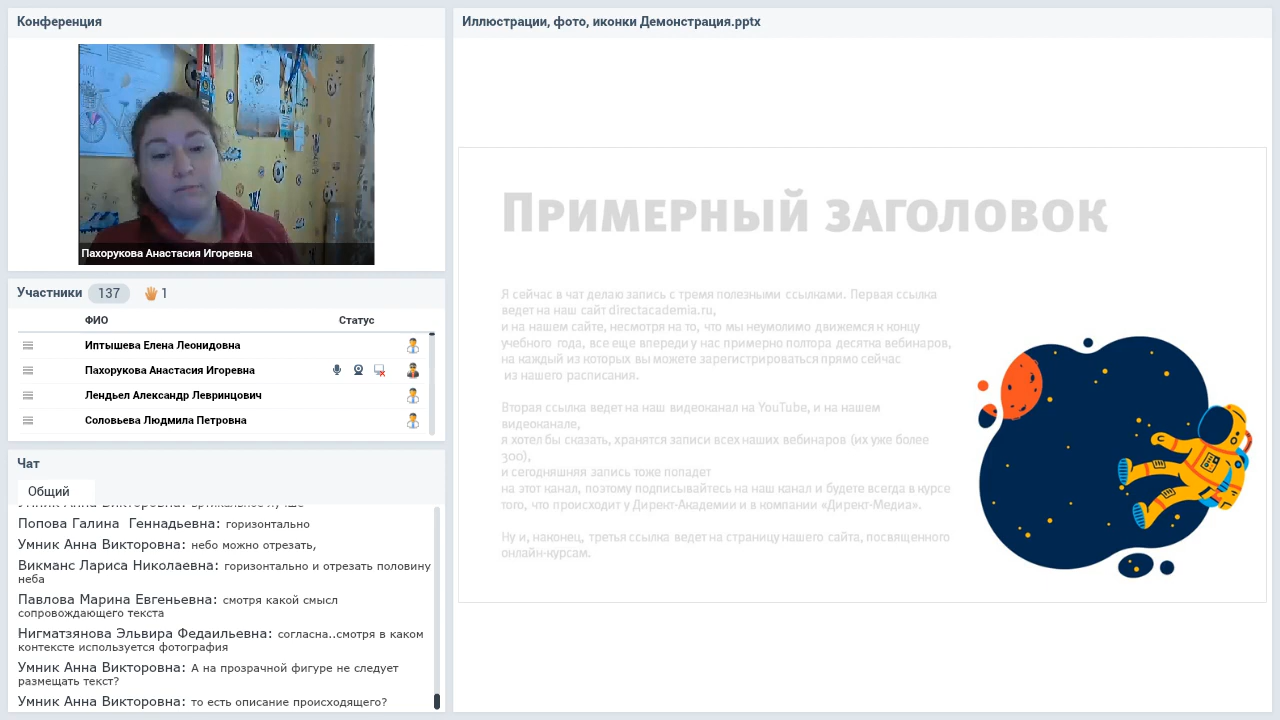 Конференция
Пахорукова Анастасия Игоревна
Участники 137 1
ФИО Статус
Иптышева Елена Леонидовна
Пахорукова Анастасия Игоревна
Лендьел Александр Левринцович
Соловьева Людмила Петровна
Чат
Общий
Попова Галина Геннадьевна: горизонтально
Умник Анна Викторовна: небо можно отрезать,
Викманс Лариса Николаевна: горизонтально и отрезать половину
неба
Павлова Марина Евгеньевна: смотря какой смысл
сопровождающего текста
Нигматзянова Эльвира Федаильевна: согласна..смотря в каком
контексте используется фотография
Умник Анна Викторовна: А на прозрачной фигуре не следует
размещать текст?
Умник Анна Викторовна: то есть описание происходящего?
Иллюстрации, фото, иконки Демонстрация.pptx
Примерный заголовок
Я сейчас в чат делаю запись с тремя полезными ссылками. Первая ссылка
ведет на наш сайт directacademia.ru,
и на нашем сайте, несмотря на то, что мы неумолимо движемся к концу
учебного года, все еще впереди у нас примерно полтора десятка вебинаров,
на каждый из которых вы можете зарегистрироваться прямо сейчас
из нашего расписания.
Вторая ссылка ведет на наш видеоканал на YouTube, и на нашем
видеоканале,
я хотел бы сказать, хранятся записи всех наших вебинаров (их уже более
300),
и сегодняшняя запись тоже попадет
на этот канал, поэтому подписывайтесь на наш канал и будете всегда в курсе
того, что происходит у Директ-Академии и в компании «Директ-Медиа».
Ну и, наконец, третья ссылка ведет на страницу нашего сайта, посвященного
онлайн-курсам.